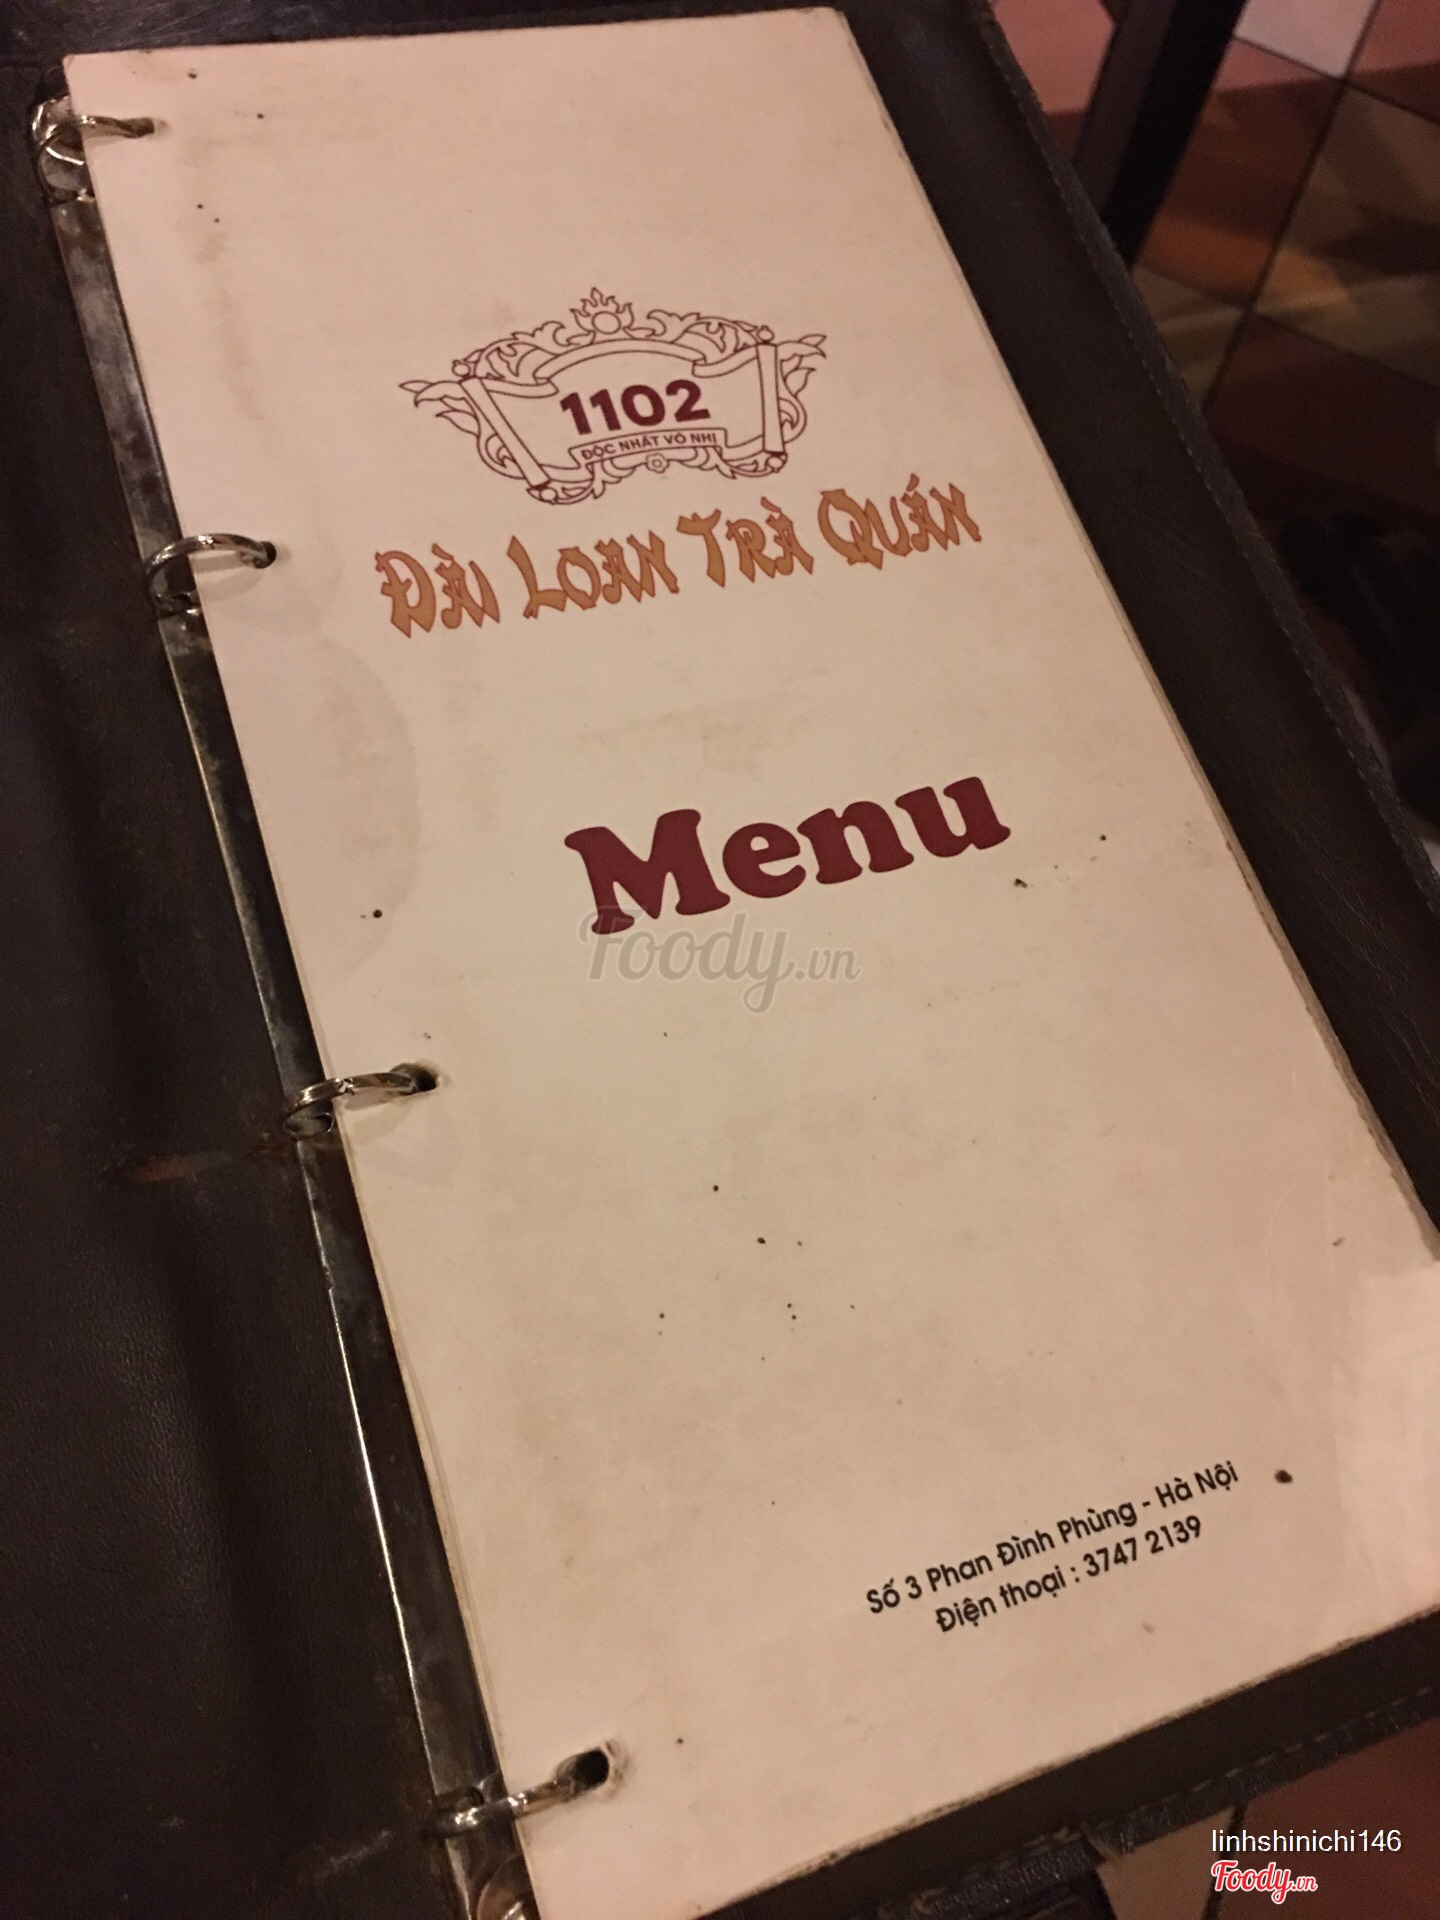 1102
ĐỘC NHẤT VÔ NHỊ
ĐÀI LOAN TRÀ QUÁN
Menu
Foody.vn
Số 3 Phan Đình Phùng - Hà Nội
Điện thoại : 3747 2139
linhshinichi146
Foody.vn